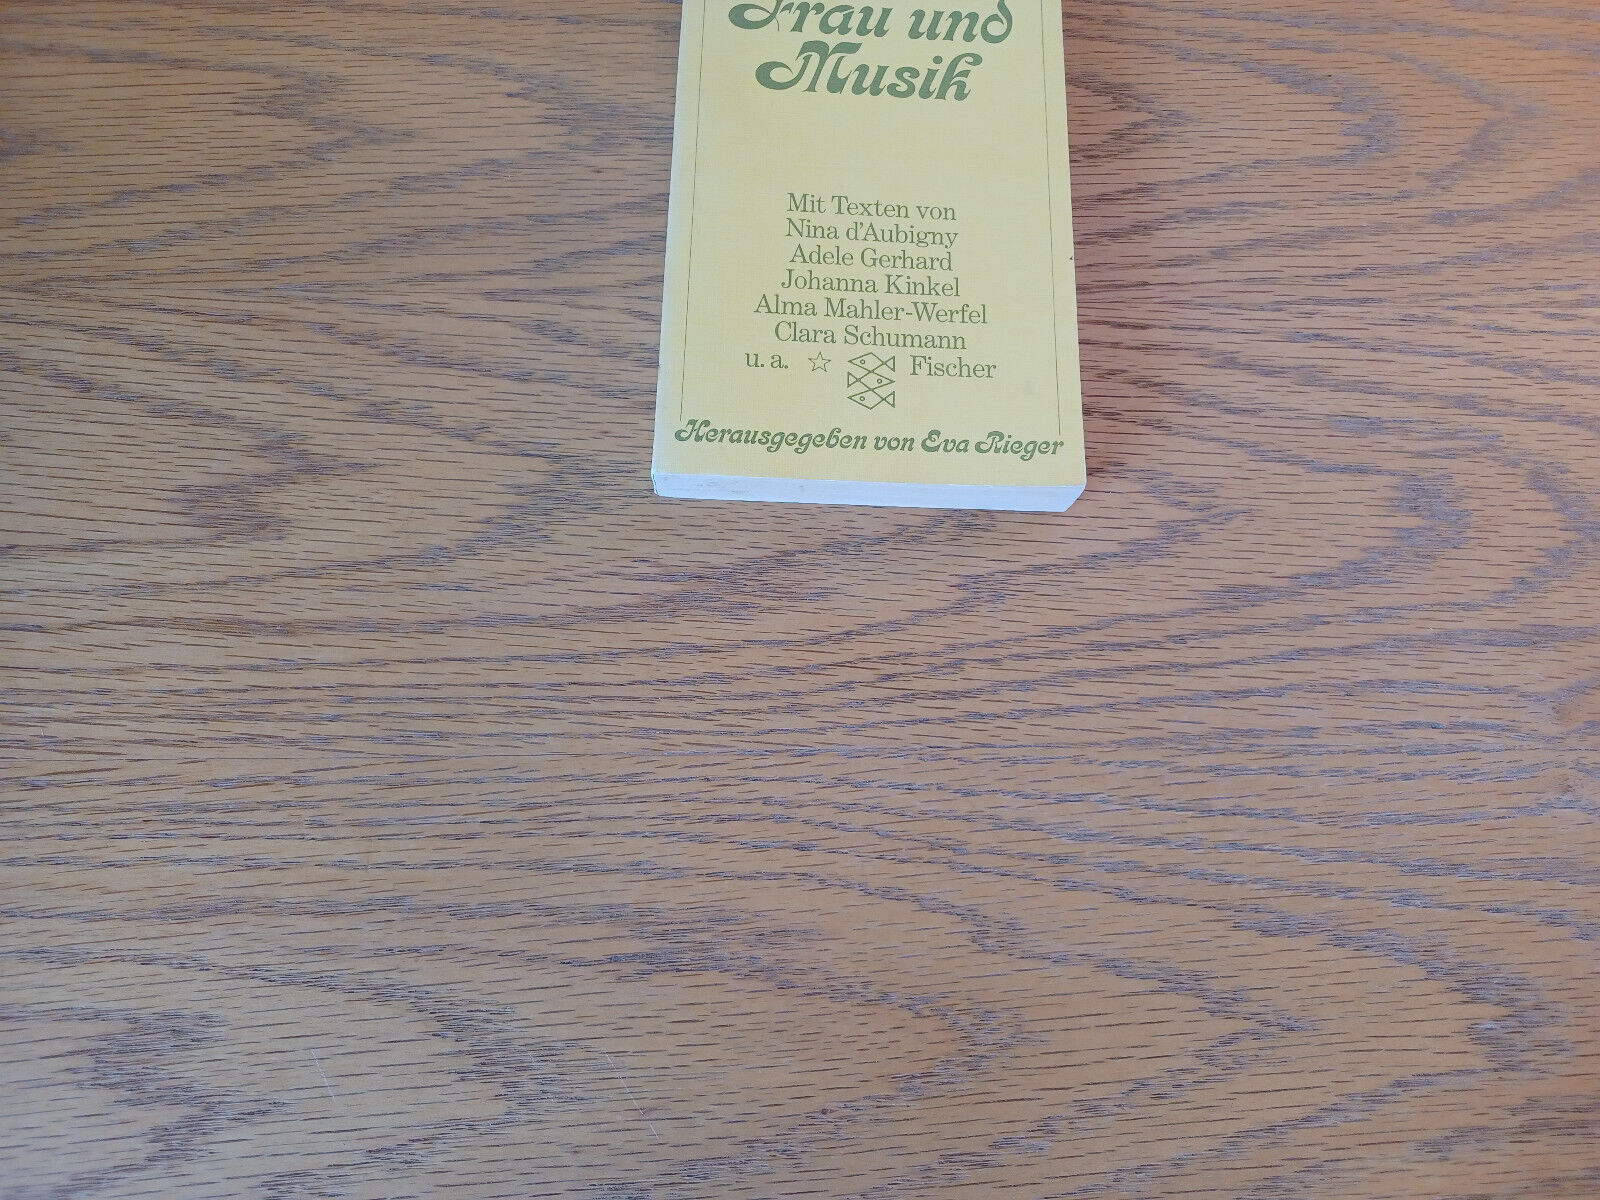 Frau und
Musik
Mit Texten von
Nina d'Aubigny
Adele Gerhard
Johanna Kinkel
Alma Mahler-Werfel
Clara Schumann
u. a. ☆ Fischer
Herausgegeben von Eva Rieger